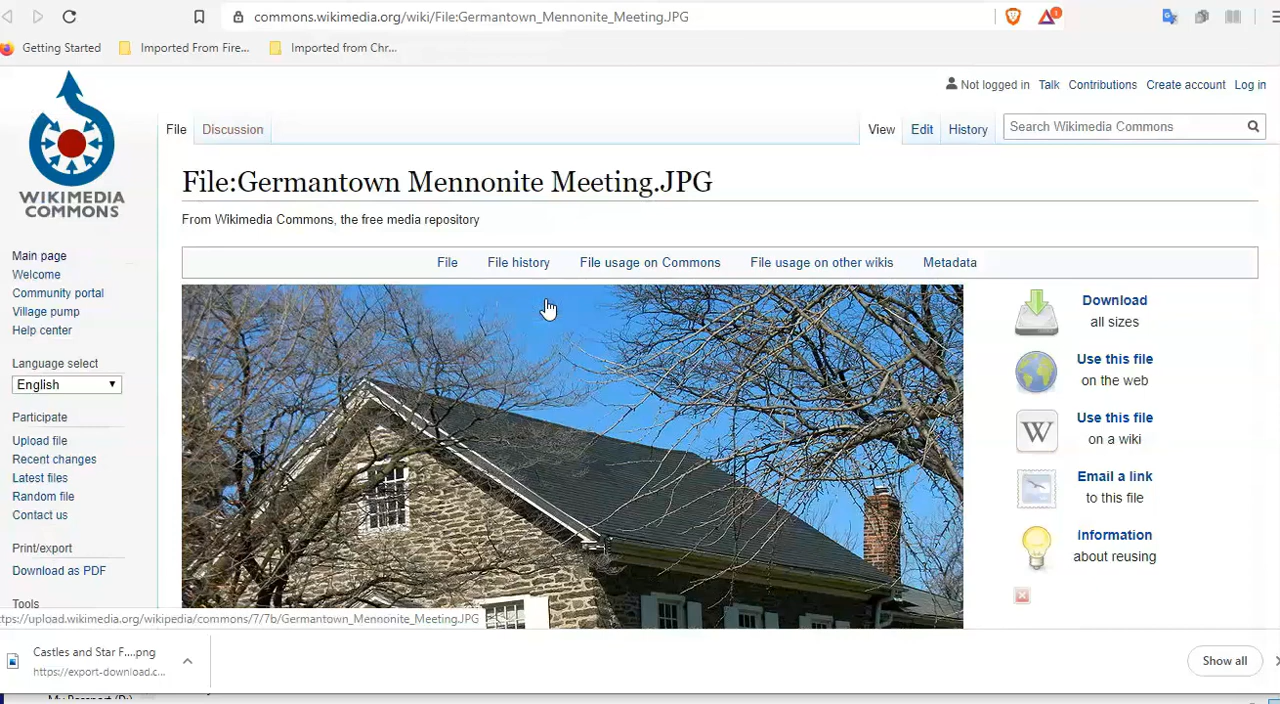 commons.wikimedia.org/wiki/File:Germantown_Mennonite_Meeting.JPG
1
Getting Started
Imported From Fire...
Imported from Chr...
Not logged in Talk Contributions Create account Log in
File Discussion View Edit History Search Wikimedia Commons
WIKIMEDIA
COMMONS
File:Germantown Mennonite Meeting.JPG
From Wikimedia Commons, the free media repository
File File history File usage on Commons File usage on other wikis Metadata
Main page
Welcome
Community portal
Village pump
Help center
Language select
English
Participate
Upload file
Recent changes
Latest files
Random file
Contact us
Print/export
Download as PDF
Tools
Download
all sizes
Use this file
on the web
W
Use this file
on a wiki
Email a link
to this file
Information
about reusing
ttps://upload.wikimedia.org/wikipedia/commons/7/7b/Germantown_Mennonite_Meeting.JPG
Castles and Star F....png
https://export-download.c...
Show all